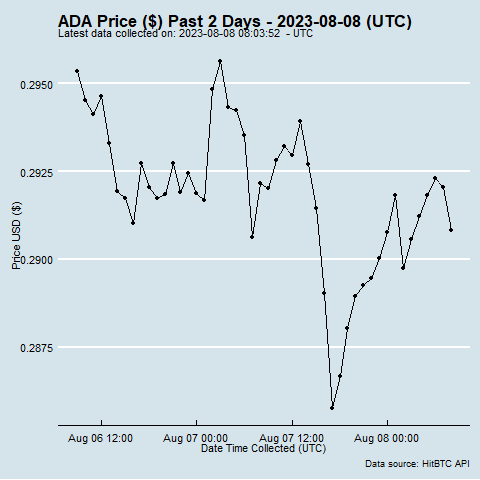 ADA Price ($) Past 2 Days - 2023-08-08 (UTC)
Latest data collected on: 2023-08-08 08:03:52 - UTC
0.2950
0.2925
0.2900
0.2875
Price USD ($)
Aug 06 12:00 Aug 07 00:00 Aug 07 12:00 Aug 08 00:00
Date Time Collected (UTC)
Data source: HitBTC API